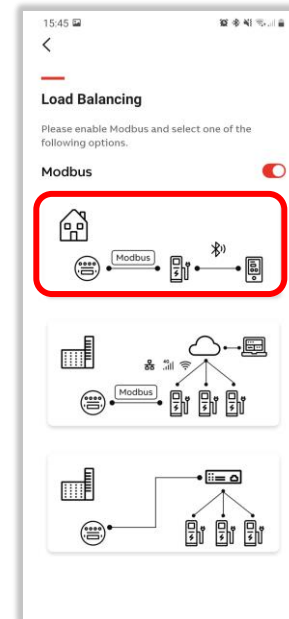 15:45
Load Balancing
Please enable Modbus and select one of the
following options.
Modbus
Modbus
Modbus